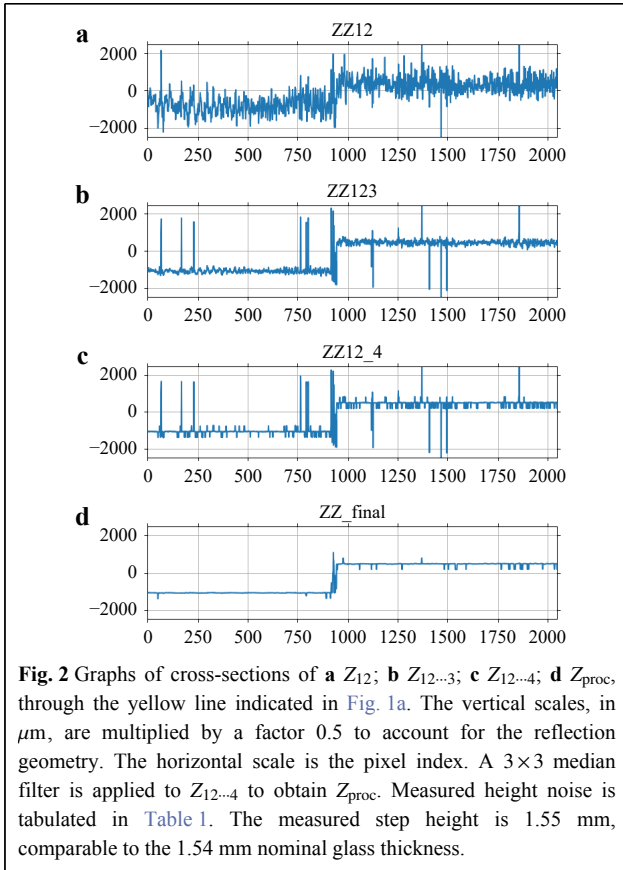 a
ZZ12
2000
0
−2000
0 250 500 750 1000 1250 1500 1750 2000
b
ZZ123
2000
0
−2000
0 250 500 750 1000 1250 1500 1750 2000
c
ZZ12_4
2000
0
−2000
0 250 500 750 1000 1250 1500 1750 2000
d
ZZ_final
2000
0
−2000
0 250 500 750 1000 1250 1500 1750 2000
Fig. 2 Graphs of cross-sections of a Z12; b Z12···3; c Z12···4; d Zproc,
through the yellow line indicated in Fig. 1a. The vertical scales, in
μm, are multiplied by a factor 0.5 to account for the reflection
geometry. The horizontal scale is the pixel index. A 3×3 median
filter is applied to Z12···4 to obtain Zproc. Measured height noise is
tabulated in Table 1. The measured step height is 1.55 mm,
comparable to the 1.54 mm nominal glass thickness.